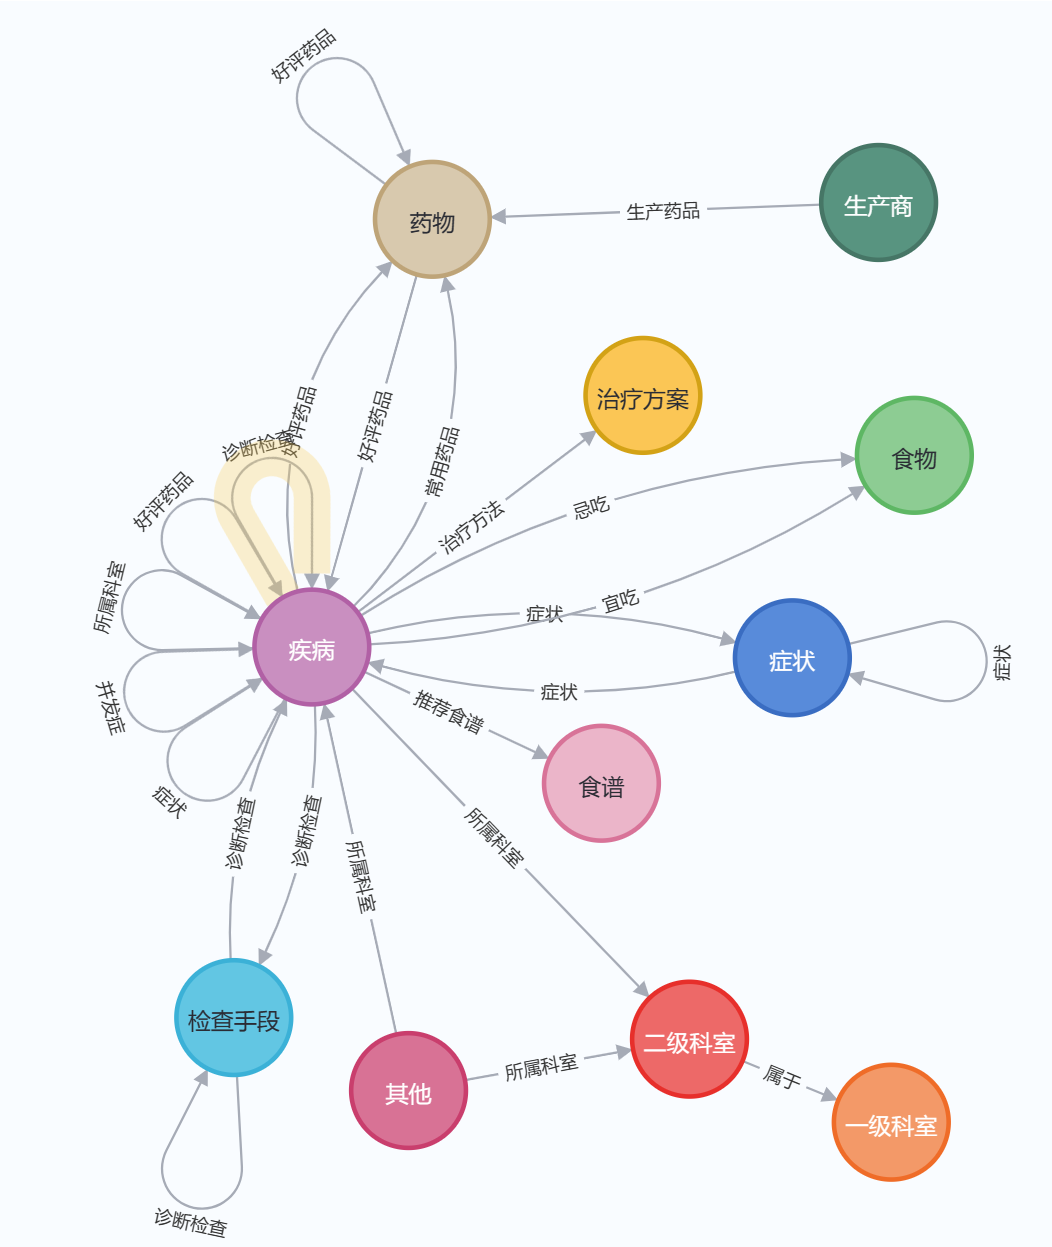 好评药品
药物
生产药品
生产商
治疗方案
好评药品
好评药品
常用药品
诊断检查
食物
好评药品
治疗方法
忌吃
所属科室
宜吃
症状
疾病
症状
症状
症状
并发症
推荐食谱
食谱
症状
诊断检查
诊断检查
所属科室
所属科室
检查手段
二级科室
所属科室
属于
其他
一级科室
诊断检查